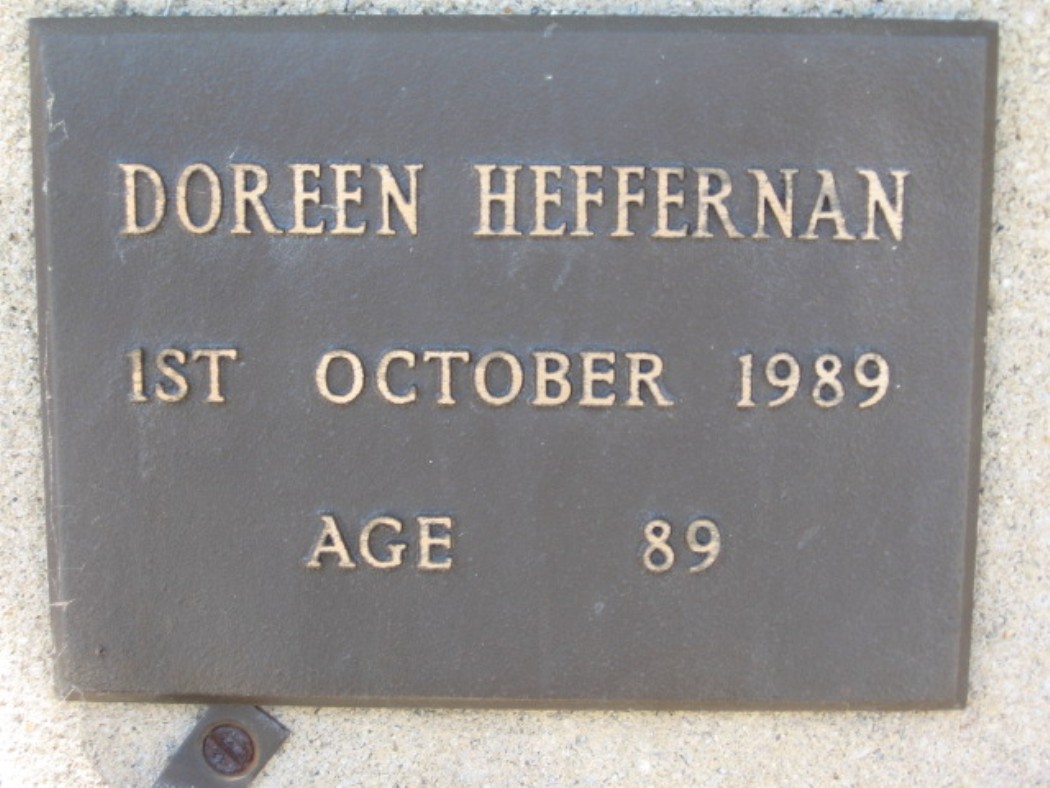 DOREEN HEFFERNAN
1ST OCTOBER 1989
AGE 89